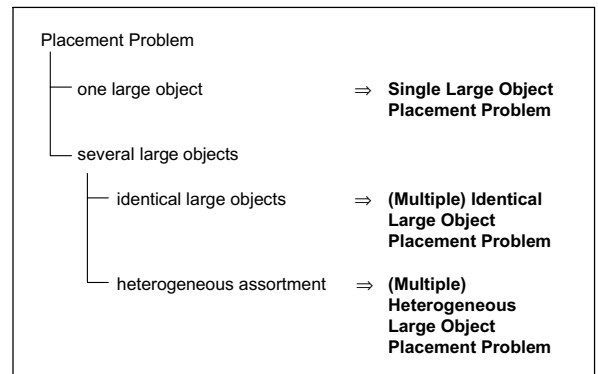 Placement Problem
one large object ⇒ Single Large Object
Placement Problem
several large objects
identical large objects ⇒ (Multiple) Identical
Large Object
Placement Problem
heterogeneous assortment ⇒ (Multiple)
Heterogeneous
Large Object
Placement Problem